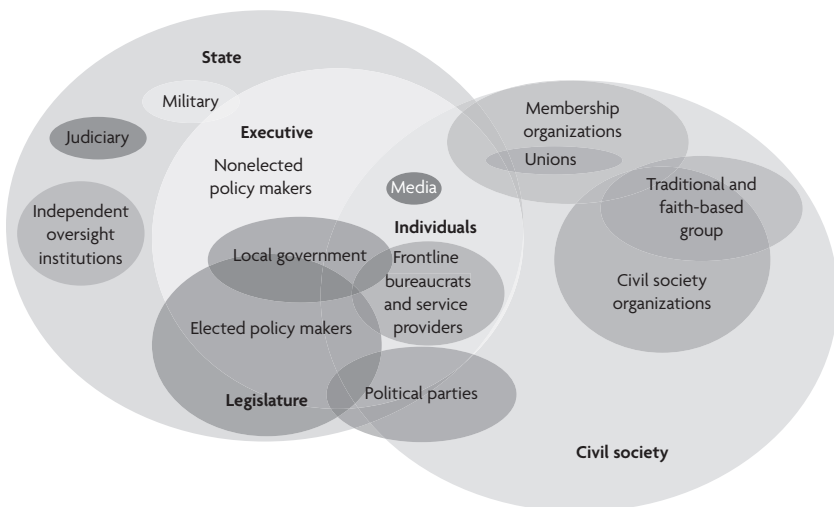 State
Military
Judiciary
Executive
Nonelected
policy makers
Independent
oversight
institutions
Local government
Elected policy makers
Legislature
Media
Individuals
Frontline
bureaucrats
and service
providers
Political parties
Membership
organizations
Unions
Traditional and
faith-based
group
Civil society
organizations
Civil society